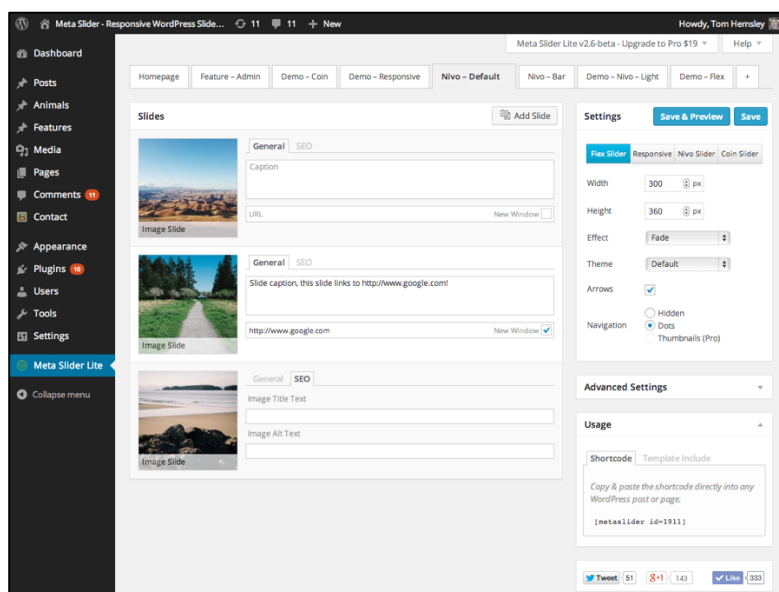 Meta Slider - Responsive WordPress Slide... 11 11 + New Howdy, Tom Hemsley
Meta Slider Lite v2.6-beta - Upgrade to Pro $19 Help
Dashboard
Posts
Animals
Features
Media
Pages
Comments 11
Contact
Appearance
Plugins 10
Users
Tools
Settings
Meta Slider Lite
Collapse menu
Homepage Feature – Admin Demo – Coin Demo – Responsive Nivo – Default Nivo – Bar Demo – Nivo – Light Demo – Flex +
Slides Add Slide
General SEO
Caption
URL New Window
Image Slide
General SEO
Slide caption, this slide links to http://www.google.com!
http://www.google.com New Window
Image Slide
General SEO
Image Title Text
Image Alt Text
Image Slide
Settings Save & Preview Save
Flex Slider Responsive Nivo Slider Coin Slider
Width 300 px
Height 360 px
Effect Fade
Theme Default
Arrows
Hidden
Navigation Dots
Thumbnails (Pro)
Advanced Settings
Usage
Shortcode Template Include
Copy & paste the shortcode directly into any
WordPress post or page.
[metaslider id=1911]
Tweet 51 g+1 143 Like 333